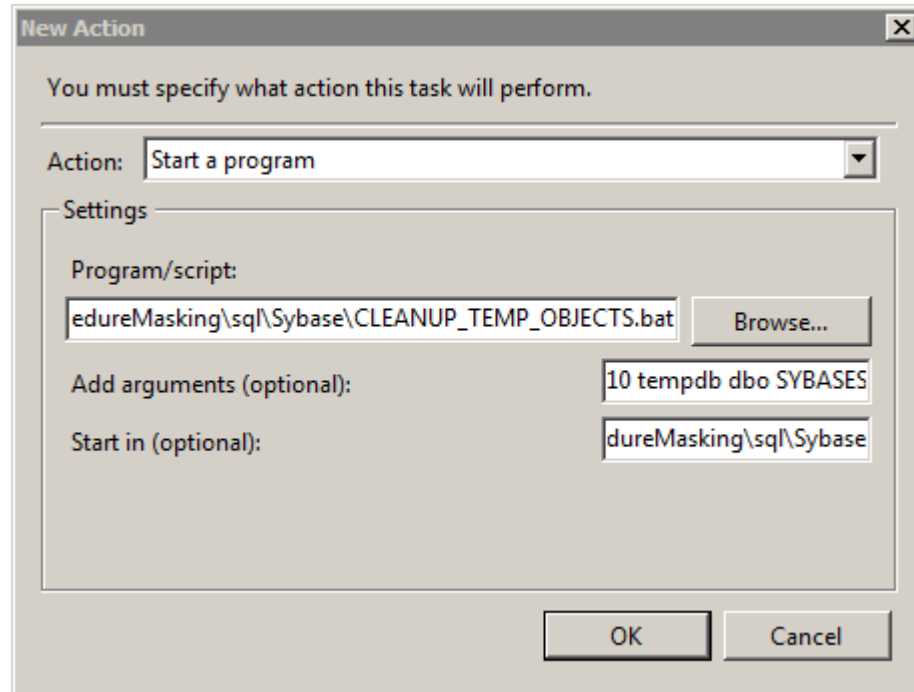 New Action
You must specify what action this task will perform.
Action: Start a program
Settings
Program/script:
edureMasking\sql\Sybase\CLEANUP_TEMP_OBJECTS.bat Browse...
Add arguments (optional): 10 tempdb dbo SYBASES
Start in (optional): dureMasking\sql\Sybase
OK Cancel